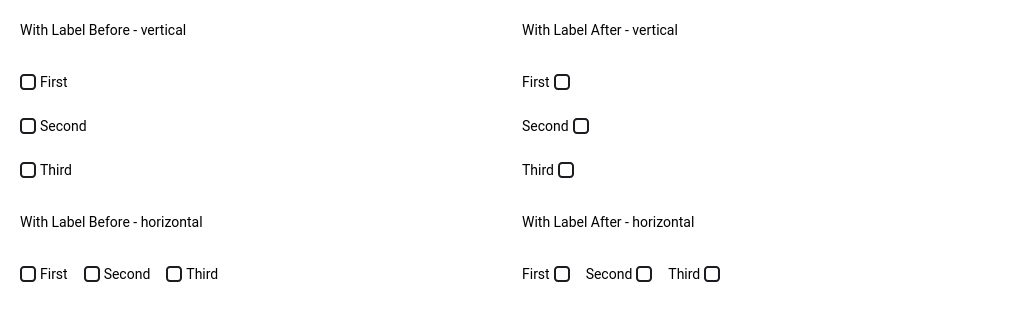 With Label Before - vertical
First
Second
Third
With Label Before - horizontal
First Second Third
With Label After - vertical
First
Second
Third
With Label After - horizontal
First Second Third